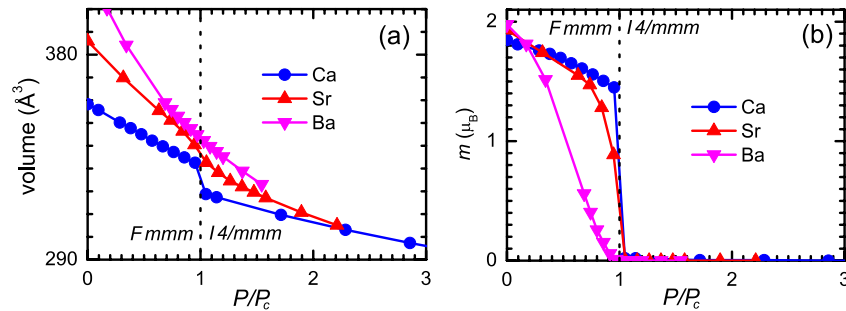 (a)
380
volume (Å³)
Ca
Sr
Ba
Fmmm I4/mmm
290
0 1 2 3
P/Pc
Fmmm I4/mmm
(b)
2
m (μB)
1
Ca
Sr
Ba
0
0 1 2 3
P/Pc